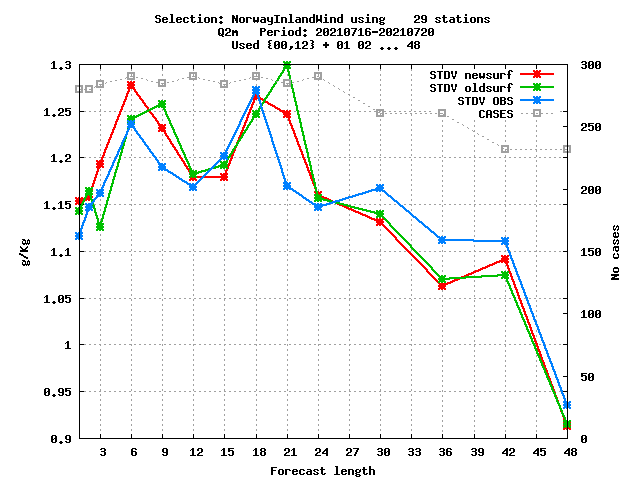 Selection: NorwayInlandWind using    29 stations
Q2m   Period: 20210716-20210720
Used {00,12} + 01 02 ... 48
STDV newsurf
STDV oldsurf
STDV OBS
CASES
1.3
1.25
1.2
1.15
1.1
1.05
1
0.95
0.9
300
250
200
150
100
50
0
g/Kg
No cases
3 6 9 12 15 18 21 24 27 30 33 36 39 42 45 48
Forecast length